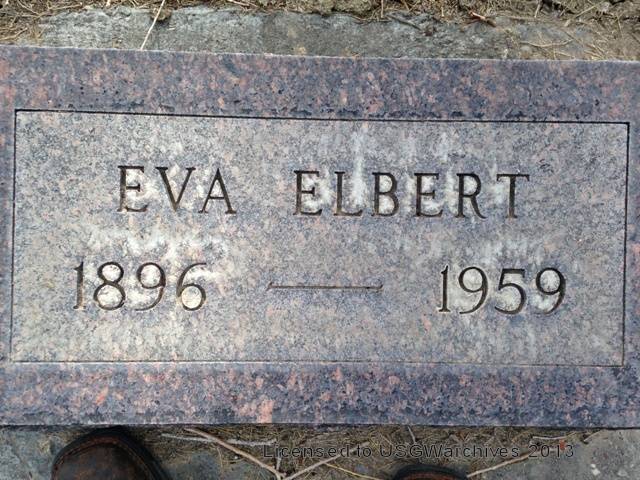 EVA ELBERT
1896 — 1959
Licensed to USGWarchives 2013